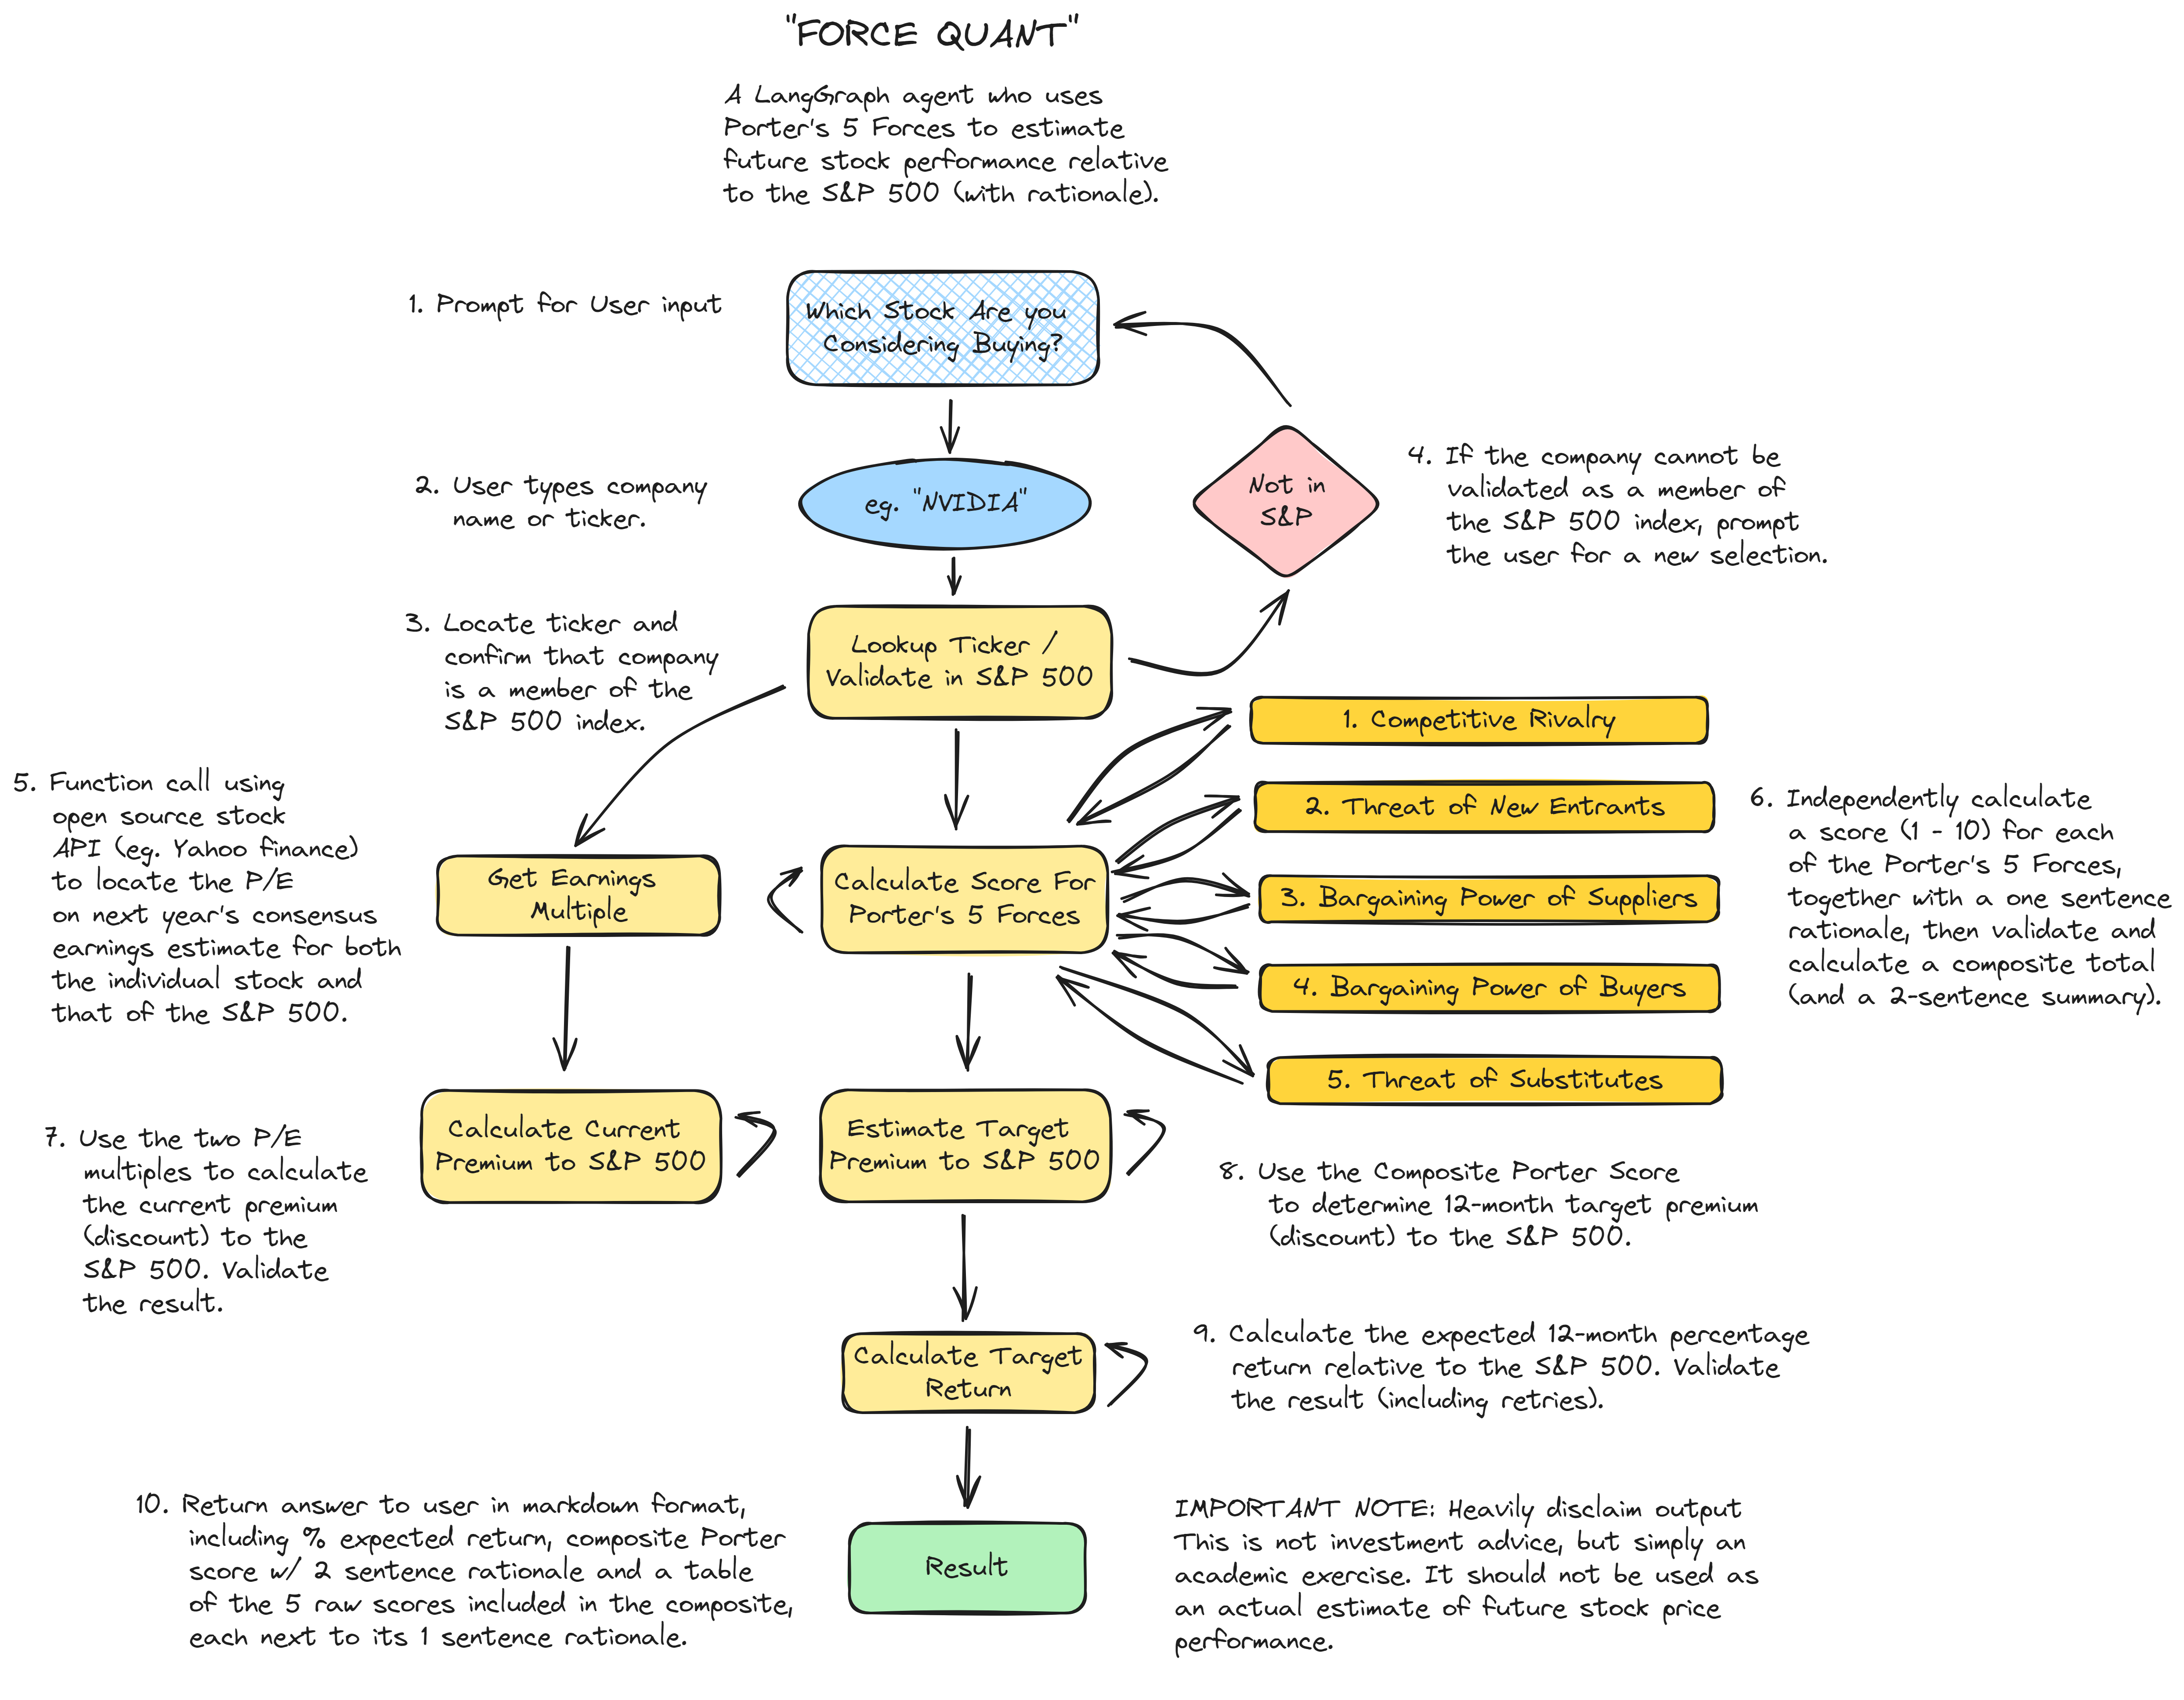 "FORCE QUANT"
A LangGraph agent who uses
Porter's 5 Forces to estimate
future stock performance relative
to the S&P 500 (with rationale).
1. Prompt for User input
Which Stock Are you
Considering Buying?
2. User types company
name or ticker.
eg. "NVIDIA"
Not in
S&P
4. If the company cannot be
validated as a member of
the S&P 500 index, prompt
the user for a new selection.
3. Locate ticker and
confirm that company
is a member of the
S&P 500 index.
Lookup Ticker /
Validate in S&P 500
5. Function call using
open source stock
API (eg. Yahoo finance)
to locate the P/E
on next year's consensus
earnings estimate for both
the individual stock and
that of the S&P 500.
Get Earnings
Multiple
Calculate Score For
Porter's 5 Forces
1. Competitive Rivalry
2. Threat of New Entrants
3. Bargaining Power of Suppliers
4. Bargaining Power of Buyers
5. Threat of Substitutes
6. Independently calculate
a score (1 - 10) for each
of the Porter's 5 Forces,
together with a one sentence
rationale, then validate and
calculate a composite total
(and a 2-sentence summary).
7. Use the two P/E
multiples to calculate
the current premium
(discount) to the
S&P 500. Validate
the result.
Calculate Current
Premium to S&P 500
Estimate Target
Premium to S&P 500
8. Use the Composite Porter Score
to determine 12-month target premium
(discount) to the S&P 500.
Calculate Target
Return
9. Calculate the expected 12-month percentage
return relative to the S&P 500. Validate
the result (including retries).
10. Return answer to user in markdown format,
including % expected return, composite Porter
score w/ 2 sentence rationale and a table
of the 5 raw scores included in the composite,
each next to its 1 sentence rationale.
Result
IMPORTANT NOTE: Heavily disclaim output
This is not investment advice, but simply an
academic exercise. It should not be used as
an actual estimate of future stock price
performance.